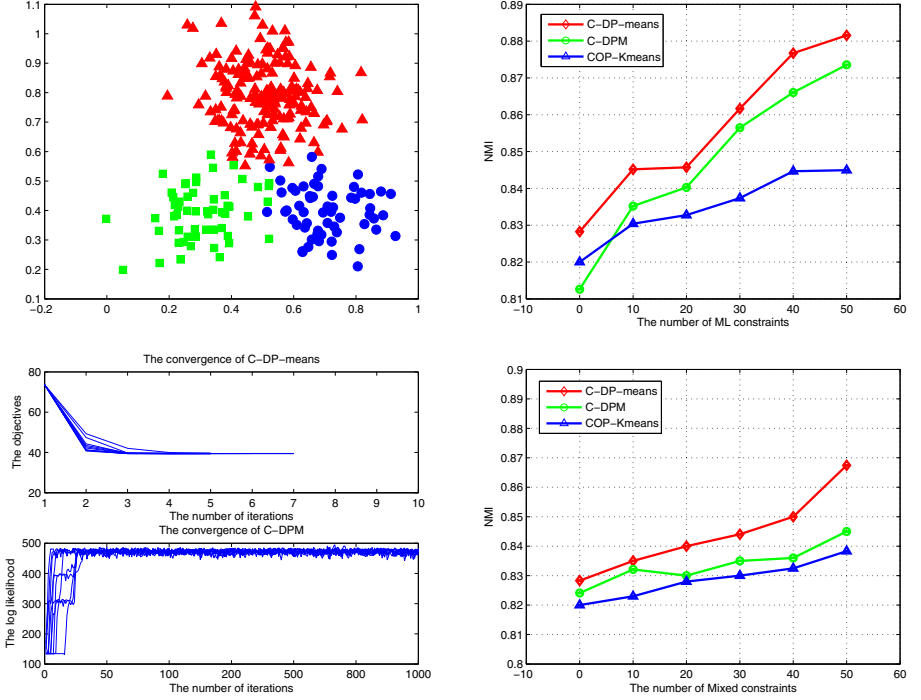 1.1
1
0.9
0.8
0.7
0.6
0.5
0.4
0.3
0.2
0.1
−0.2 0 0.2 0.4 0.6 0.8 1
0.89
0.88
0.87
0.86
0.85
0.84
0.83
0.82
0.81
NMI
C−DP−means
C−DPM
COP−Kmeans
−10 0 10 20 30 40 50 60
The number of ML constraints
The convergence of C−DP−means
The objectives
80
60
40
20
1 2 3 4 5 6 7 8 9 10
The number of iterations
The convergence of C−DPM
The log likelihood
500
400
300
200
100
0 50 100 200 500 100 1000
The number of iterations
0.9
0.89
0.88
0.87
0.86
0.85
0.84
0.83
0.82
0.81
0.8
NMI
C−DP−means
C−DPM
COP−Kmeans
−10 0 10 20 30 40 50 60
The number of Mixed constraints